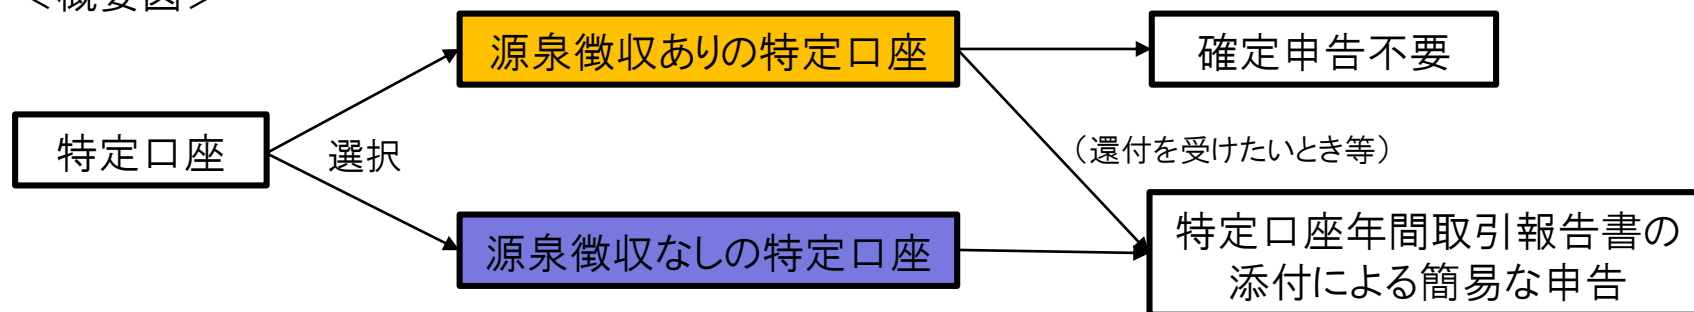 <概要図>
源泉徴収ありの特定口座
確定申告不要
特定口座
選択
（還付を受けたいとき等）
源泉徴収なしの特定口座
特定口座年間取引報告書の
添付による簡易な申告